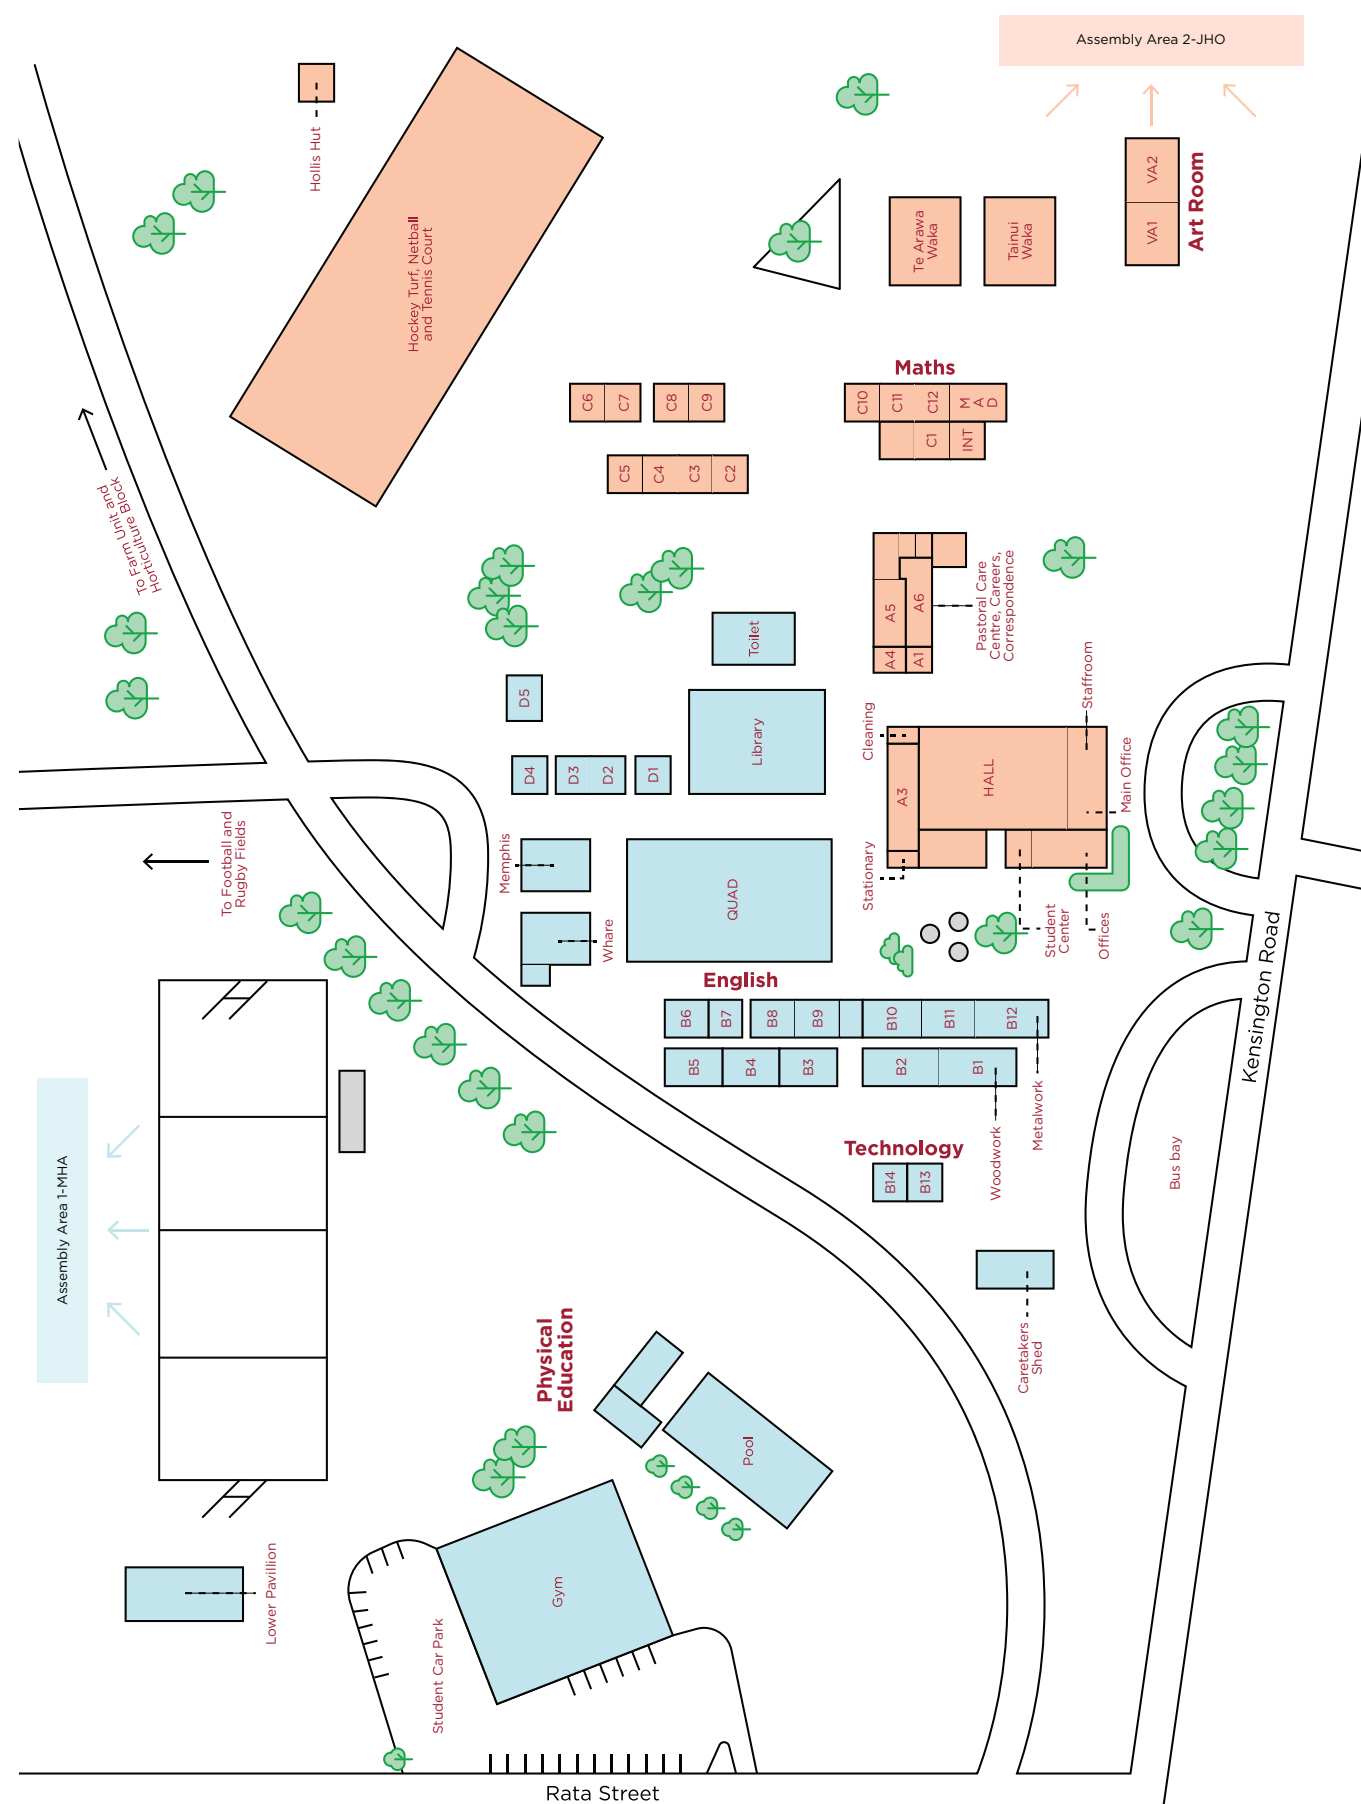 Assembly Area 2-JHO
Hollis Hut
VA2
VA1
Art Room
Te Arawa
Waka
Tainui
Waka
Hockey Turf, Netball
and Tennis Court
Maths
C6
C7
C8
C9
C10
C11
C12
M
A
D
C1
INT
C5
C4
C3
C2
To Farm Unit and
Horticulture Block
A5
A6
A4
A1
Pastoral Care
Centre, Careers,
Correspondence
Toilet
D5
Library
D4
D3
D2
D1
Cleaning
Staffroom
A3
HALL
Main Office
Stationary
Student
Center
Offices
To Football and
Rugby Fields
Memphis
Whare
QUAD
English
B6
B7
B8
B9
B10
B11
B12
B5
B4
B3
B2
B1
Kensington Road
Metalwork
Woodwork
Technology
B14
B13
Bus bay
Assembly Area 1-MHA
Caretakers
Shed
Physical
Education
Pool
Gym
Lower Pavillion
Student Car Park
Rata Street